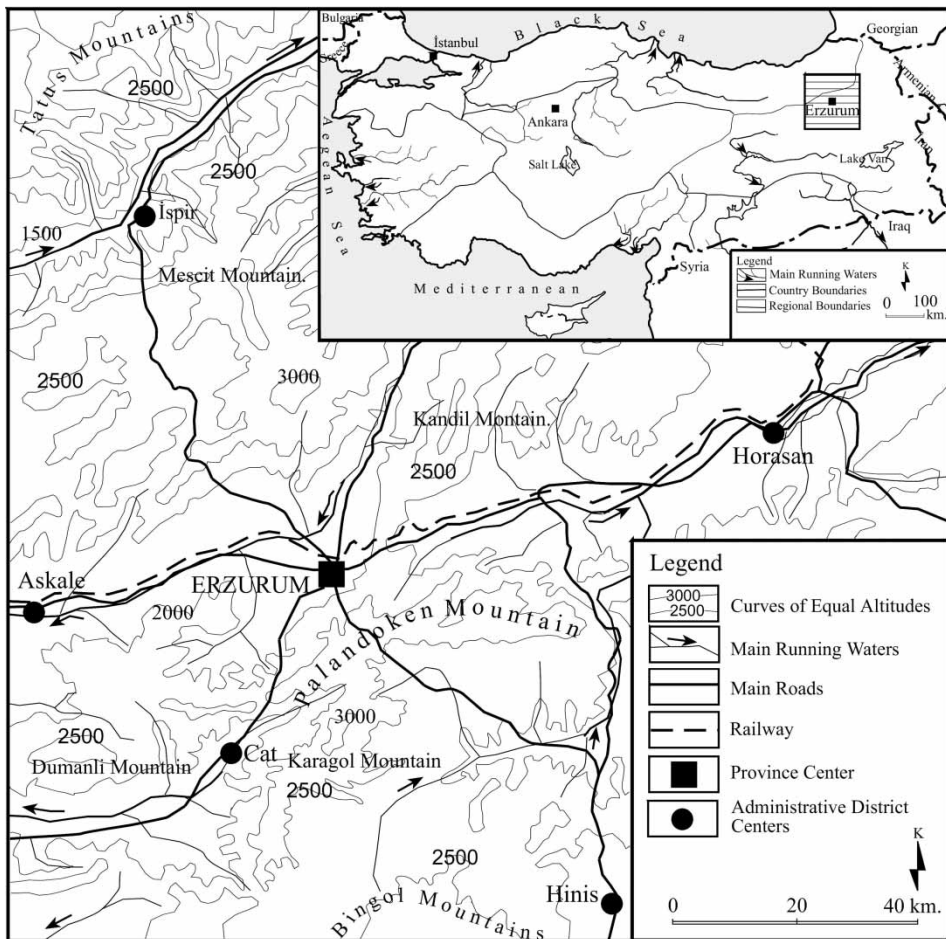 Tatus Mountains
2500
2500
2500
İspir
1500
Mescit Mountain.
2500
3000
Kandil Montain.
2500
Horasan
Askale
ERZURUM
2000
Palandoken Mountain
3000
2500
Dumanli Mountain
Cat
Karagol Mountain
2500
2500
Hinis
Bingol Mountains
Bulgaria
Greece
İstanbul
Black Sea
Georgian
Armenian
Iran
Ankara
Erzurum
Salt Lake
Lake Van
Aegean Sea
Iraq
Syria
Mediterranean
Legend
Main Running Waters
Country Boundaries
Regional Boundaries
K
0 100
km.
Legend
3000
2500
Curves of Equal Altitudes
Main Running Waters
Main Roads
Railway
Province Center
Administrative District
Centers
K
0 20 40 km.